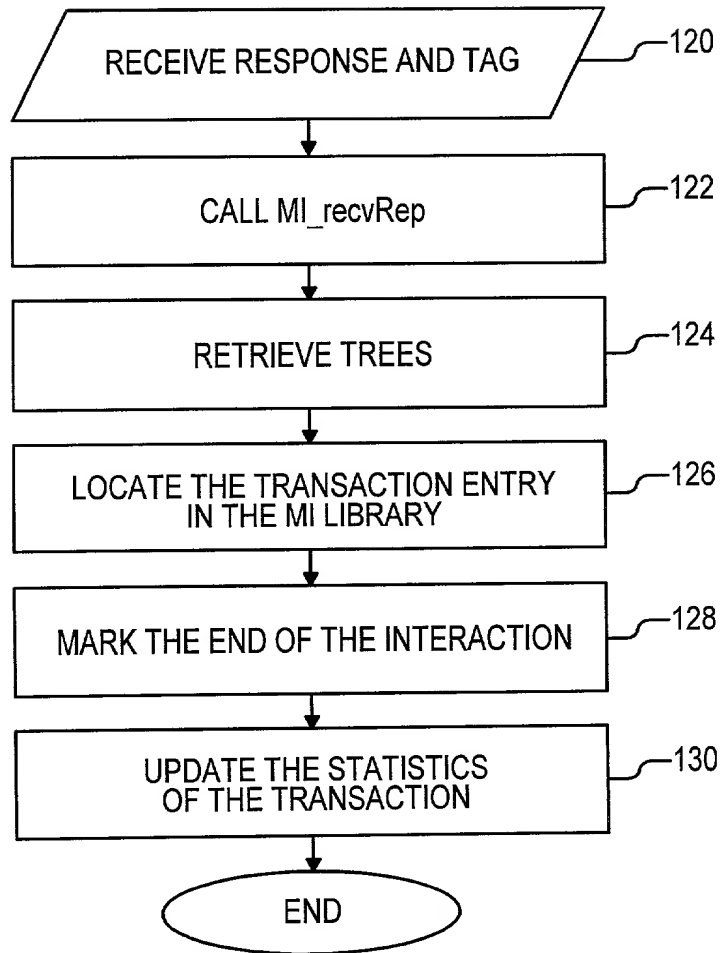 RECEIVE RESPONSE AND TAG
120
CALL MI_recvRep
122
RETRIEVE TREES
124
LOCATE THE TRANSACTION ENTRY
IN THE MI LIBRARY
126
MARK THE END OF THE INTERACTION
128
UPDATE THE STATISTICS
OF THE TRANSACTION
130
END